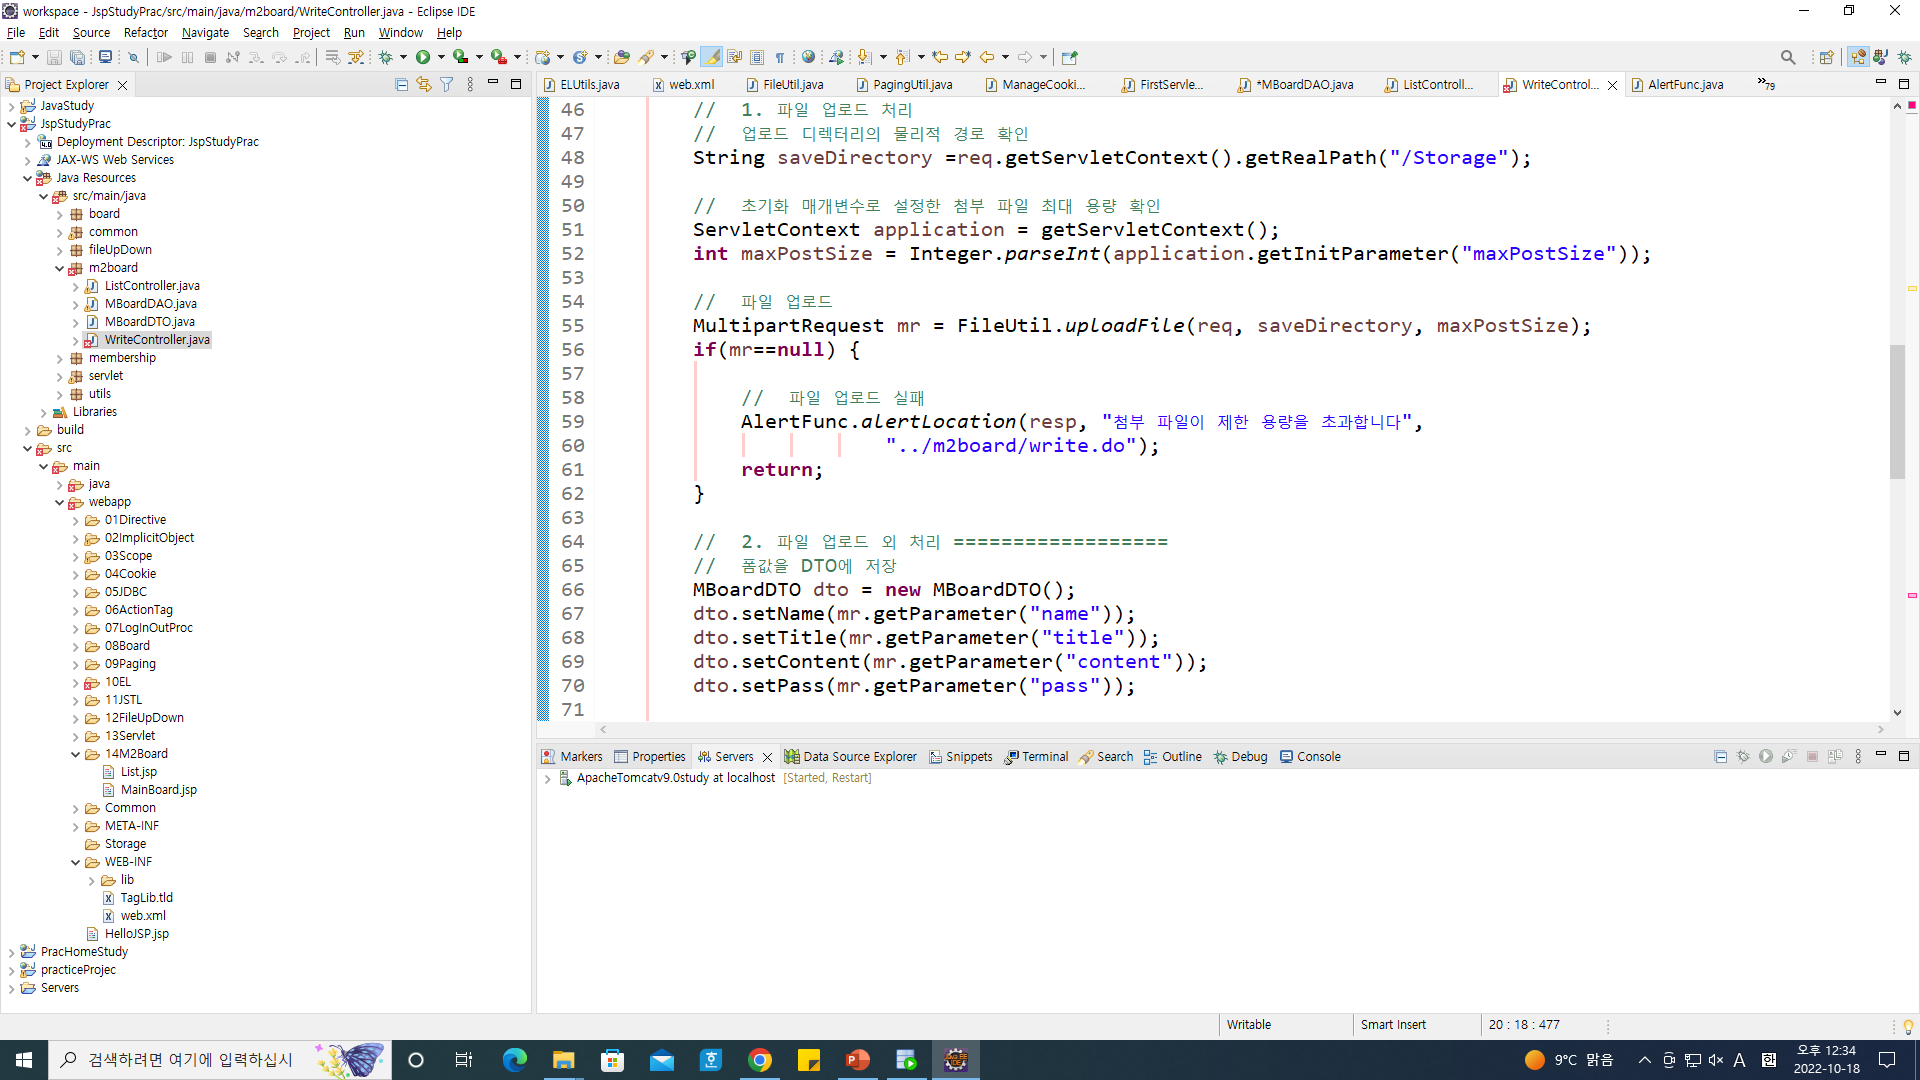 workspace - JspStudyPrac/src/main/java/m2board/WriteController.java - Eclipse IDE
File Edit Source Refactor Navigate Search Project Run Window Help
Project Explorer
JavaStudy
JspStudyPrac
Deployment Descriptor: JspStudyPrac
JAX-WS Web Services
Java Resources
src/main/java
board
common
fileUpDown
m2board
ListController.java
MBoardDAO.java
MBoardDTO.java
WriteController.java
membership
servlet
utils
Libraries
build
src
main
java
webapp
01Directive
02ImplicitObject
03Scope
04Cookie
05JDBC
06ActionTag
07LogInOutProc
08Board
09Paging
10EL
11JSTL
12FileUpDown
13Servlet
14M2Board
List.jsp
MainBoard.jsp
Common
META-INF
Storage
WEB-INF
lib
TagLib.tld
web.xml
HelloJSP.jsp
PracHomeStudy
practiceProjec
Servers
ELUtils.java web.xml FileUtil.java PagingUtil.java ManageCooki... FirstServle... *MBoardDAO.java ListControll... WriteControl... AlertFunc.java »79
46 // 1. 파일 업로드 처리
47 // 업로드 디렉터리의 물리적 경로 확인
48 String saveDirectory =req.getServletContext().getRealPath("/Storage");
49
50 // 초기화 매개변수로 설정한 첨부 파일 최대 용량 확인
51 ServletContext application = getServletContext();
52 int maxPostSize = Integer.parseInt(application.getInitParameter("maxPostSize"));
53
54 // 파일 업로드
55 MultipartRequest mr = FileUtil.uploadFile(req, saveDirectory, maxPostSize);
56 if(mr==null) {
57
58 // 파일 업로드 실패
59 AlertFunc.alertLocation(resp, "첨부 파일이 제한 용량을 초과합니다",
60 "../m2board/write.do");
61 return;
62 }
63
64 // 2. 파일 업로드 외 처리 ==================
65 // 폼값을 DTO에 저장
66 MBoardDTO dto = new MBoardDTO();
67 dto.setName(mr.getParameter("name"));
68 dto.setTitle(mr.getParameter("title"));
69 dto.setContent(mr.getParameter("content"));
70 dto.setPass(mr.getParameter("pass"));
71
Markers Properties Servers Data Source Explorer Snippets Terminal Search Outline Debug Console
ApacheTomcatv9.0study at localhost [Started, Restart]
Writable Smart Insert 20 : 18 : 477
검색하려면 여기에 입력하십시 9°C 맑음 A 한 오후 12:34
2022-10-18